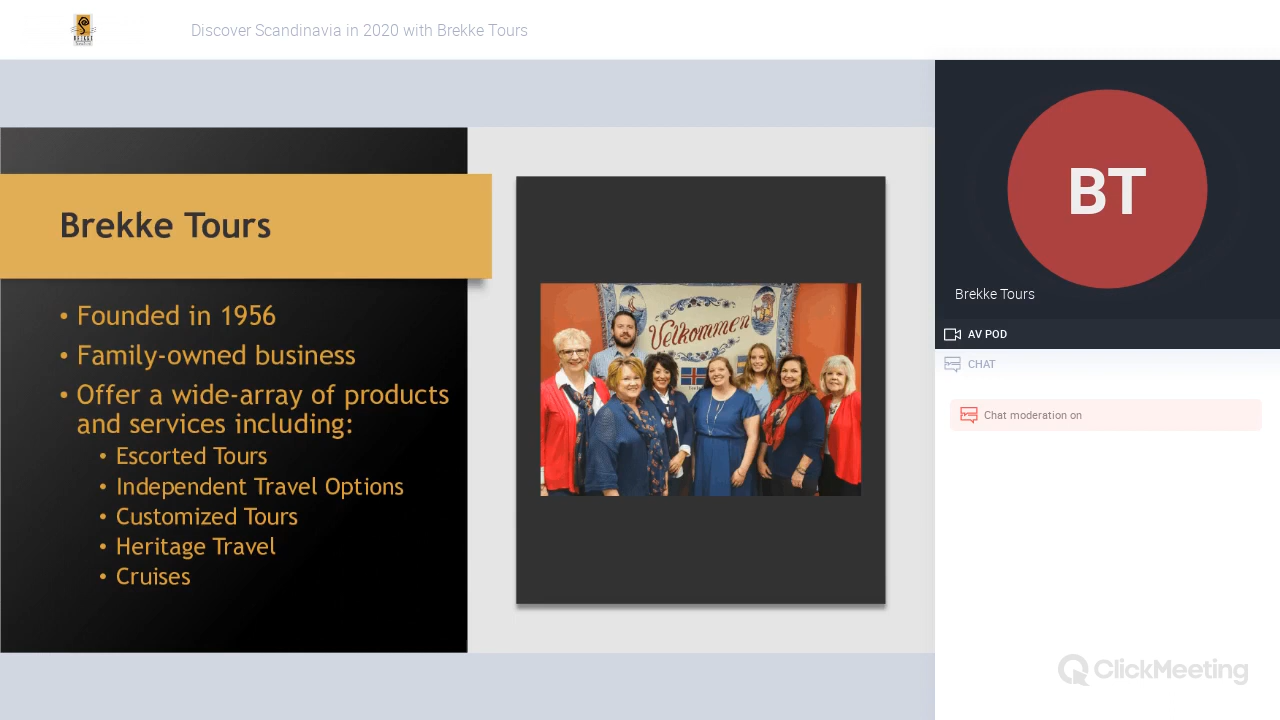 Discover Scandinavia in 2020 with Brekke Tours
Brekke Tours
• Founded in 1956
• Family-owned business
• Offer a wide-array of products
and services including:
• Escorted Tours
• Independent Travel Options
• Customized Tours
• Heritage Travel
• Cruises
Velkommen
BT
Brekke Tours
AV POD
CHAT
Chat moderation on
ClickMeeting